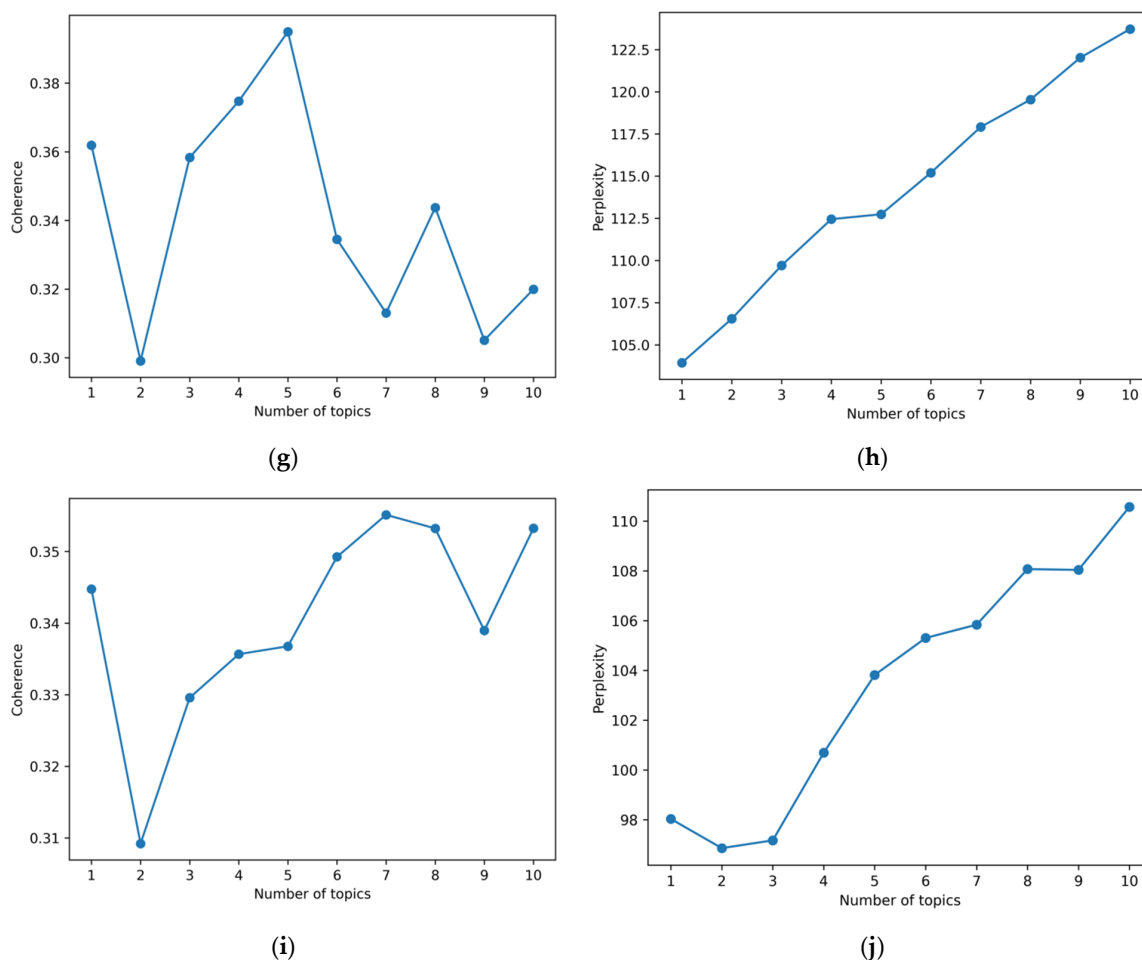 0.38
0.36
0.34
0.32
0.30
Coherence
1 2 3 4 5 6 7 8 9 10
Number of topics
(g)
122.5
120.0
117.5
115.0
112.5
110.0
107.5
105.0
Perplexity
1 2 3 4 5 6 7 8 9 10
Number of topics
(h)
0.35
0.34
0.33
0.32
0.31
Coherence
1 2 3 4 5 6 7 8 9 10
Number of topics
(i)
110
108
106
104
102
100
98
Perplexity
1 2 3 4 5 6 7 8 9 10
Number of topics
(j)